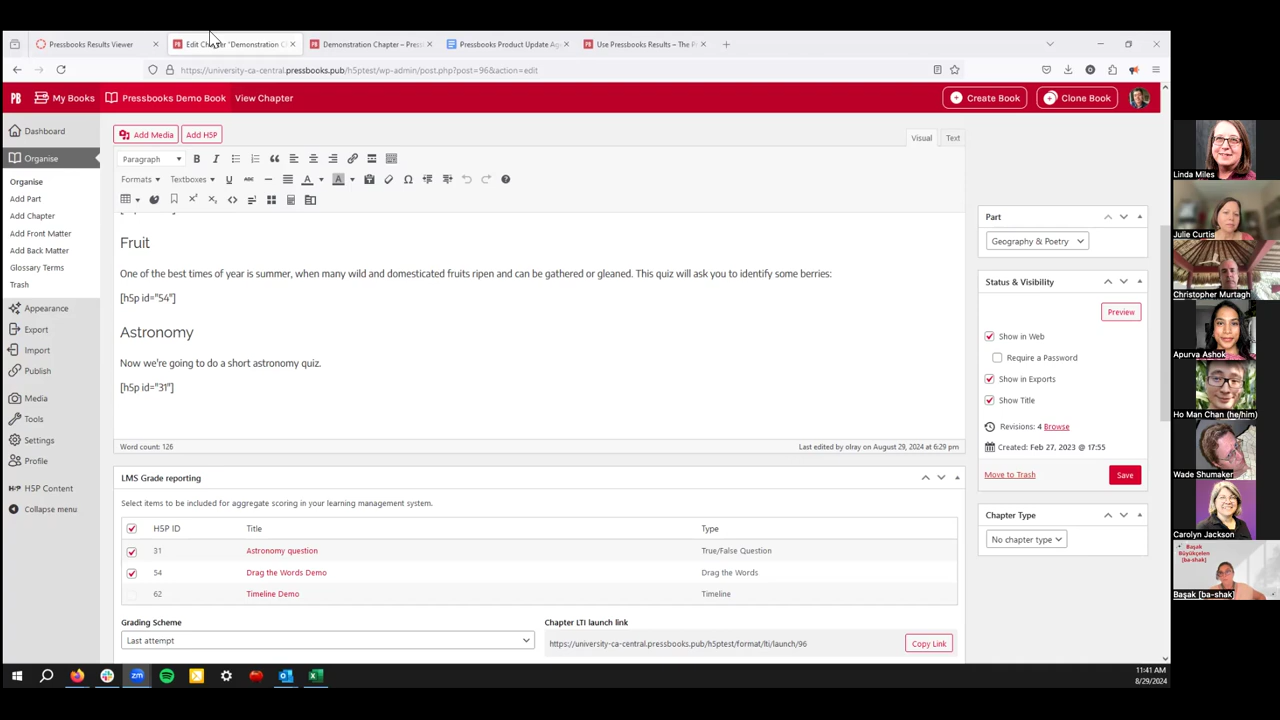 Pressbooks Results Viewer
Edit Chapter "Demonstration C
Demonstration Chapter – Press
Pressbooks Product Update Ag
Use Pressbooks Results – The P
https://university-ca-central.pressbooks.pub/h5ptest/wp-admin/post.php?post=96&action=edit
PB
My Books
Pressbooks Demo Book
View Chapter
Create Book
Clone Book
Dashboard
Organise
Organise
Add Part
Add Chapter
Add Front Matter
Add Back Matter
Glossary Terms
Trash
Appearance
Export
Import
Publish
Media
Tools
Settings
Profile
H5P Content
Collapse menu
Add Media
Add H5P
Visual
Text
Paragraph
Formats
Textboxes
Fruit
One of the best times of year is summer, when many wild and domesticated fruits ripen and can be gathered or gleaned. This quiz will ask you to identify some berries:
[h5p id="54"]
Astronomy
Now we're going to do a short astronomy quiz.
[h5p id="31"]
Word count: 126
Last edited by olray on August 29, 2024 at 6:29 pm
LMS Grade reporting
Select items to be included for aggregate scoring in your learning management system.
H5P ID Title Type
31 Astronomy question True/False Question
54 Drag the Words Demo Drag the Words
62 Timeline Demo Timeline
Grading Scheme
Last attempt
Chapter LTI launch link
https://university-ca-central.pressbooks.pub/h5ptest/format/lti/launch/96
Copy Link
Part
Geography & Poetry
Status & Visibility
Preview
Show in Web
Require a Password
Show in Exports
Show Title
Revisions: 4 Browse
Created: Feb 27, 2023 @ 17:55
Move to Trash
Save
Chapter Type
No chapter type
11:41 AM
8/29/2024
Linda Miles
Julie Curtis
Christopher Murtagh
Apurva Ashok
Ho Man Chan (he/him)
Wade Shumaker
Carolyn Jackson
Başak
Büyükçelen
[ba-shak]
Başak [ba-shak]